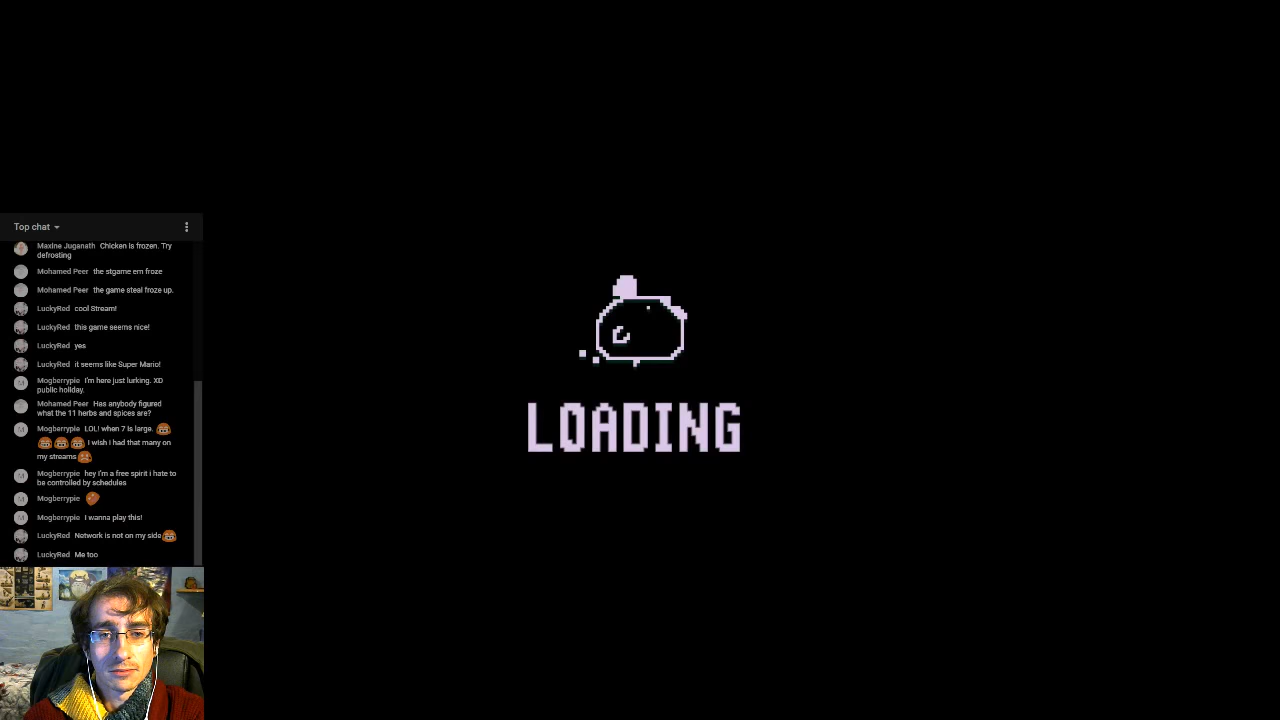 Top chat
Maxine Juganath Chicken is frozen. Try
defrosting
Mohamed Peer the stgame em froze
Mohamed Peer the game steal froze up.
LuckyRed cool Stream!
LuckyRed this game seems nice!
LuckyRed yes
LuckyRed it seems like Super Mario!
Mogberrypie I'm here just lurking. XD
public holiday.
Mohamed Peer Has anybody figured
what the 11 herbs and spices are?
Mogberrypie LOL! when 7 is large.
I wish I had that many on
my streams
Mogberrypie hey I'm a free spirit i hate to
be controlled by schedules
Mogberrypie
Mogberrypie I wanna play this!
LuckyRed Network is not on my side
LuckyRed Me too
LOADING